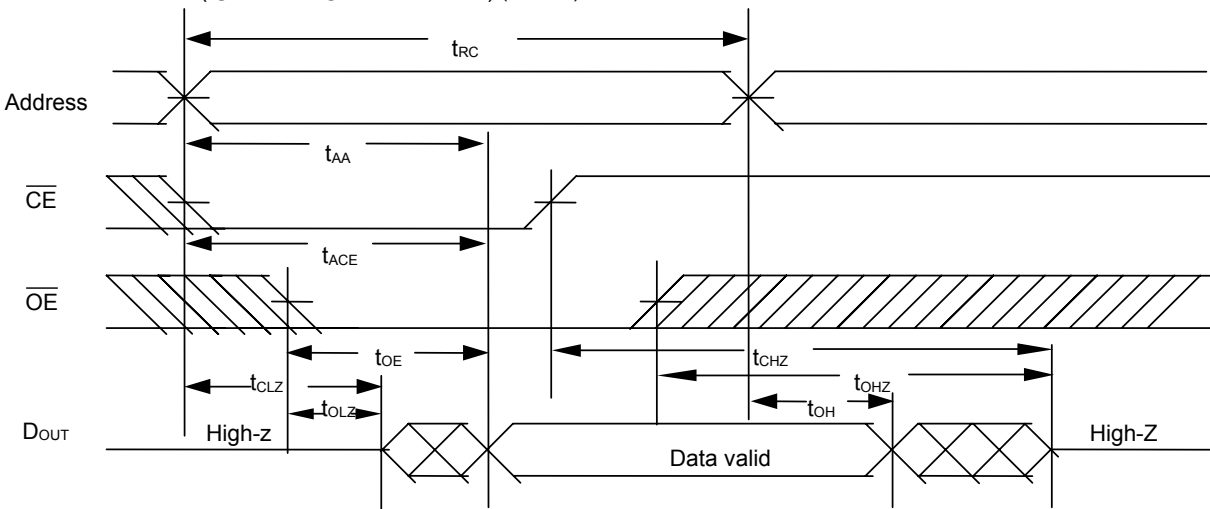 tRC
Address
tAA
CE
tACE
OE
tOE
tCHZ
tCLZ
tOHZ
tOLZ
tOH
DOUT
High-z
Data valid
High-Z